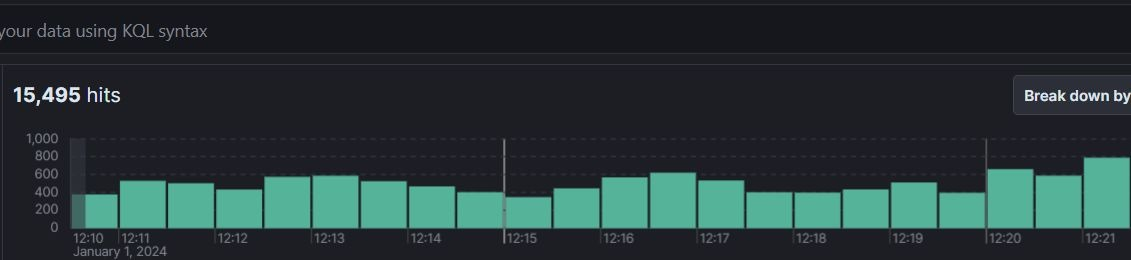 your data using KQL syntax
15,495 hits
Break down by
1,000
800
600
400
200
0
12:10 12:11 12:12 12:13 12:14 12:15 12:16 12:17 12:18 12:19 12:20 12:21
January 1, 2024